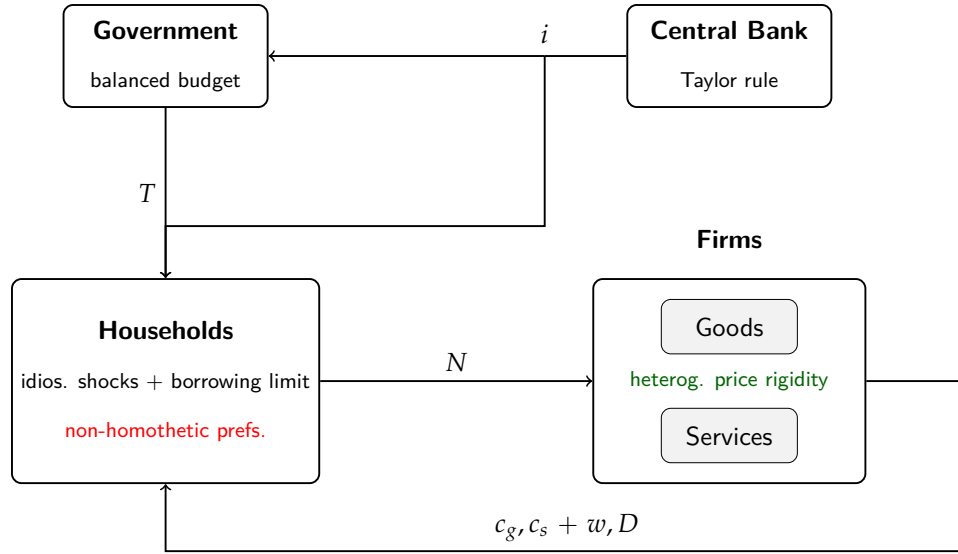 Government
balanced budget
i
Central Bank
Taylor rule
T
Firms
Households
idios. shocks + borrowing limit
non-homothetic prefs.
N
Goods
heterog. price rigidity
Services
c_g, c_s + w, D